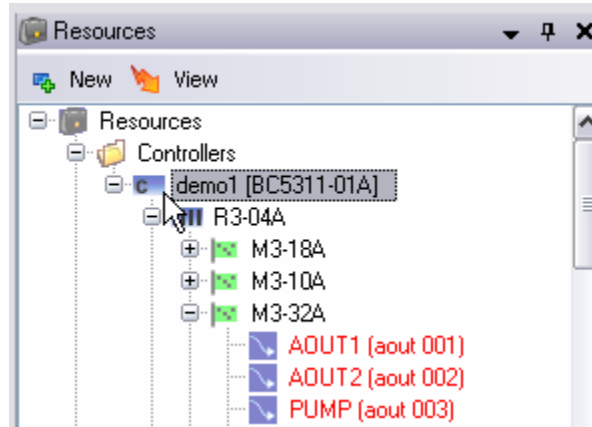 Resources
New View
Resources
Controllers
c demo1 [BC5311-01A]
R3-04A
M3-18A
M3-10A
M3-32A
AOUT1 (aout 001)
AOUT2 (aout 002)
PUMP (aout 003)